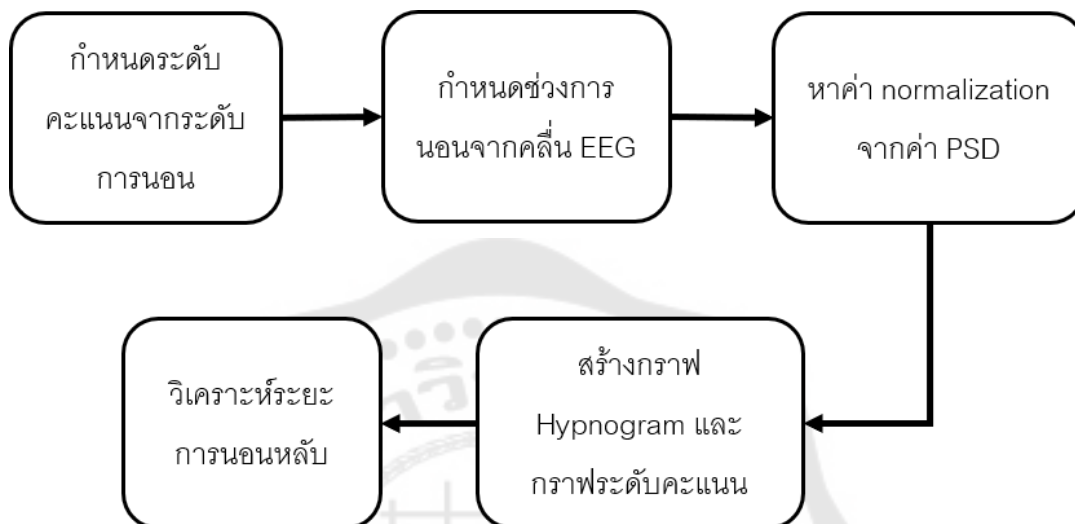 กำหนดระดับ
คะแนนจากระดับ
การนอน
กำหนดช่วงการ
นอนจากคลื่น EEG
หาค่า normalization
จากค่า PSD
สร้างกราฟ
Hypnogram และ
กราฟระดับคะแนน
วิเคราะห์ระยะ
การนอนหลับ